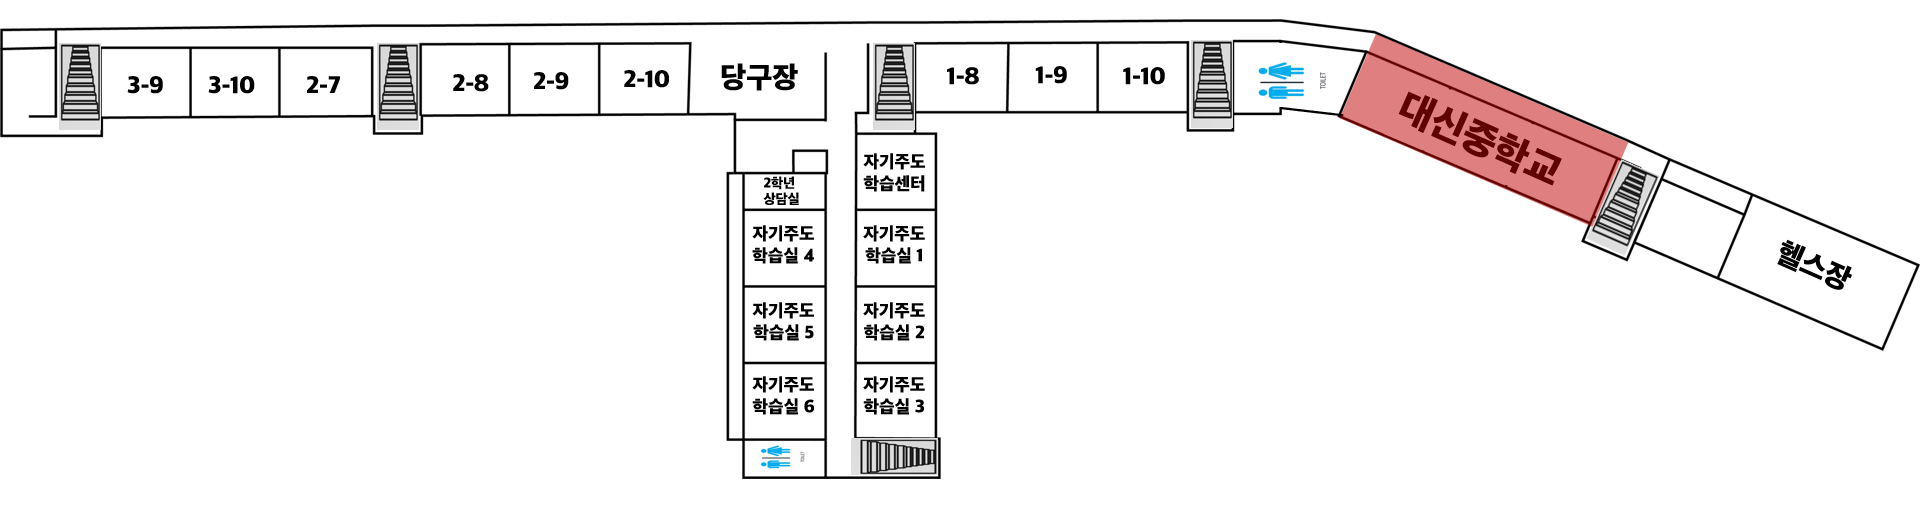 3-9
3-10
2-7
2-8
2-9
2-10
당구장
1-8
1-9
1-10
TOILET
대신중학교
헬스장
2학년
상담실
자기주도
학습실 4
자기주도
학습실 5
자기주도
학습실 6
TOILET
자기주도
학습센터
자기주도
학습실 1
자기주도
학습실 2
자기주도
학습실 3